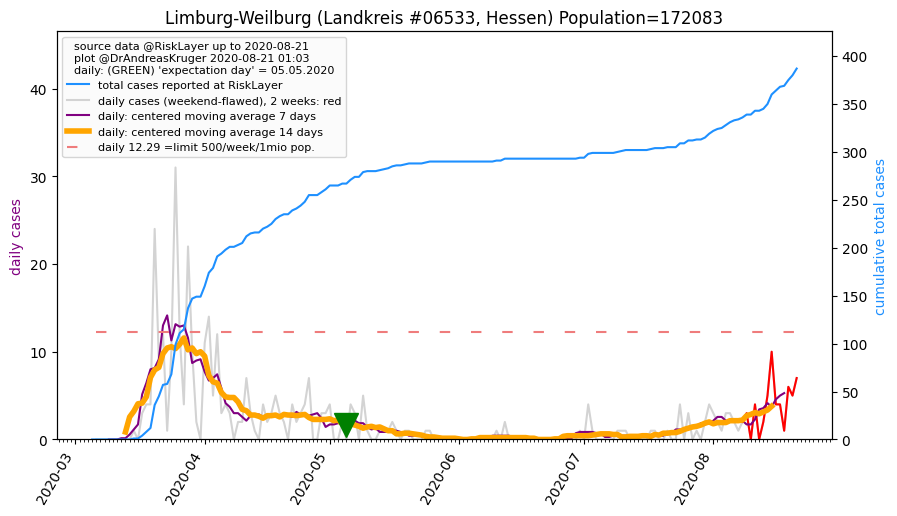 Limburg-Weilburg (Landkreis #06533, Hessen) Population=172083
source data @RiskLayer up to 2020-08-21
plot @DrAndreasKruger 2020-08-21 01:03
daily: (GREEN) 'expectation day' = 05.05.2020
total cases reported at RiskLayer
daily cases (weekend-flawed), 2 weeks: red
daily: centered moving average 7 days
daily: centered moving average 14 days
daily 12.29 =limit 500/week/1mio pop.
daily cases
40
30
20
10
0
cumulative total cases
400
350
300
250
200
150
100
50
0
2020-03
2020-04
2020-05
2020-06
2020-07
2020-08